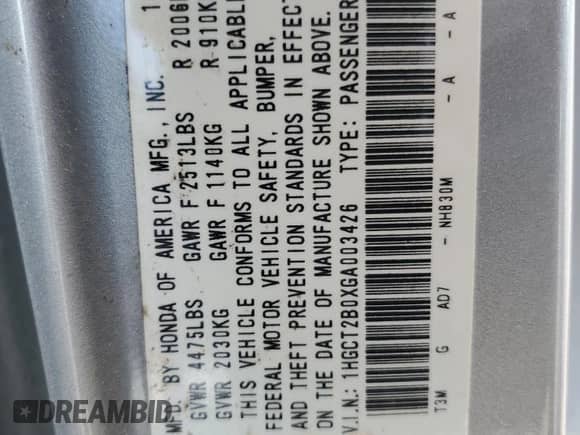 MFD. BY HONDA OF AMERICA MFG., INC. 1
GVWR 4475LBS GAWR F 2513LBS R 2006
GVWR 2030KG GAWR F 1140KG R 910K
THIS VEHICLE CONFORMS TO ALL APPLICABL
FEDERAL MOTOR VEHICLE SAFETY, BUMPER,
AND THEFT PREVENTION STANDARDS IN EFFECT
ON THE DATE OF MANUFACTURE SHOWN ABOVE.
V.I.N.: 1HGCT2B0XGA003426 TYPE: PASSENGER
T3M G AD7 - NH830M - A - A
DREAMBID